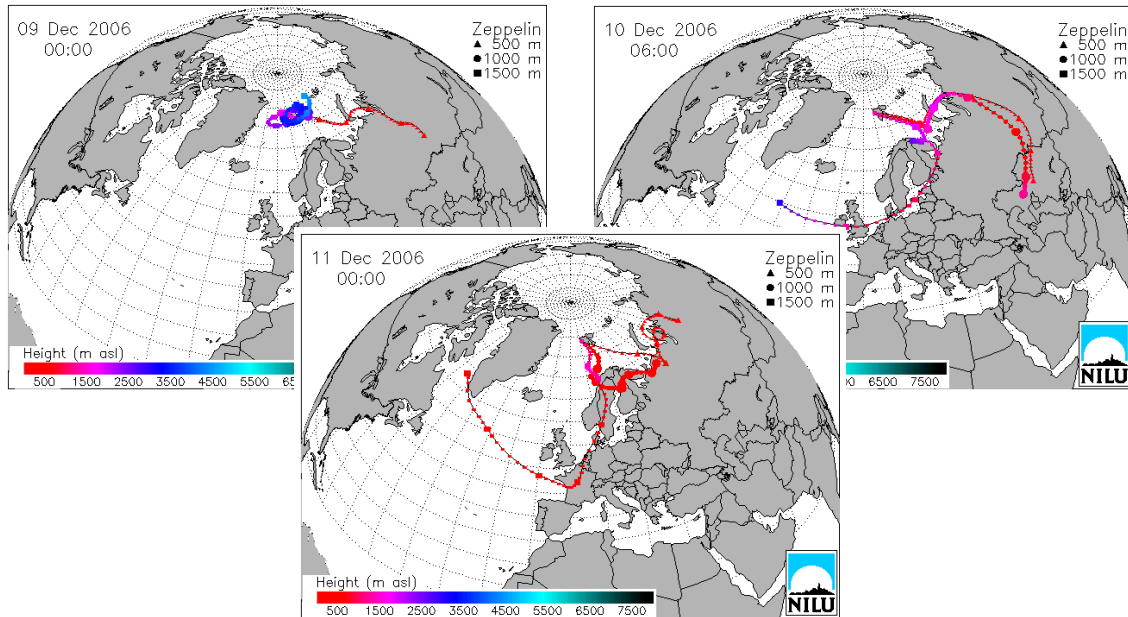 09 Dec 2006
00:00
Zeppelin
500 m
1000 m
1500 m
Height (m asl)
500 1500 2500 3500 4500 5500
10 Dec 2006
06:00
Zeppelin
500 m
1000 m
1500 m
6500 7500
NILU
11 Dec 2006
00:00
Zeppelin
500 m
1000 m
1500 m
Height (m asl)
500 1500 2500 3500 4500 5500 6500 7500
NILU